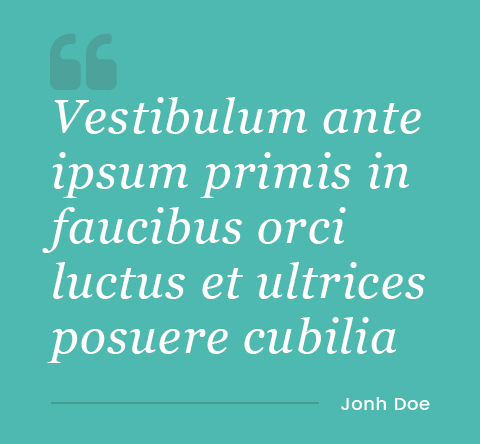 Vestibulum ante
ipsum primis in
faucibus orci
luctus et ultrices
posuere cubilia
Jonh Doe